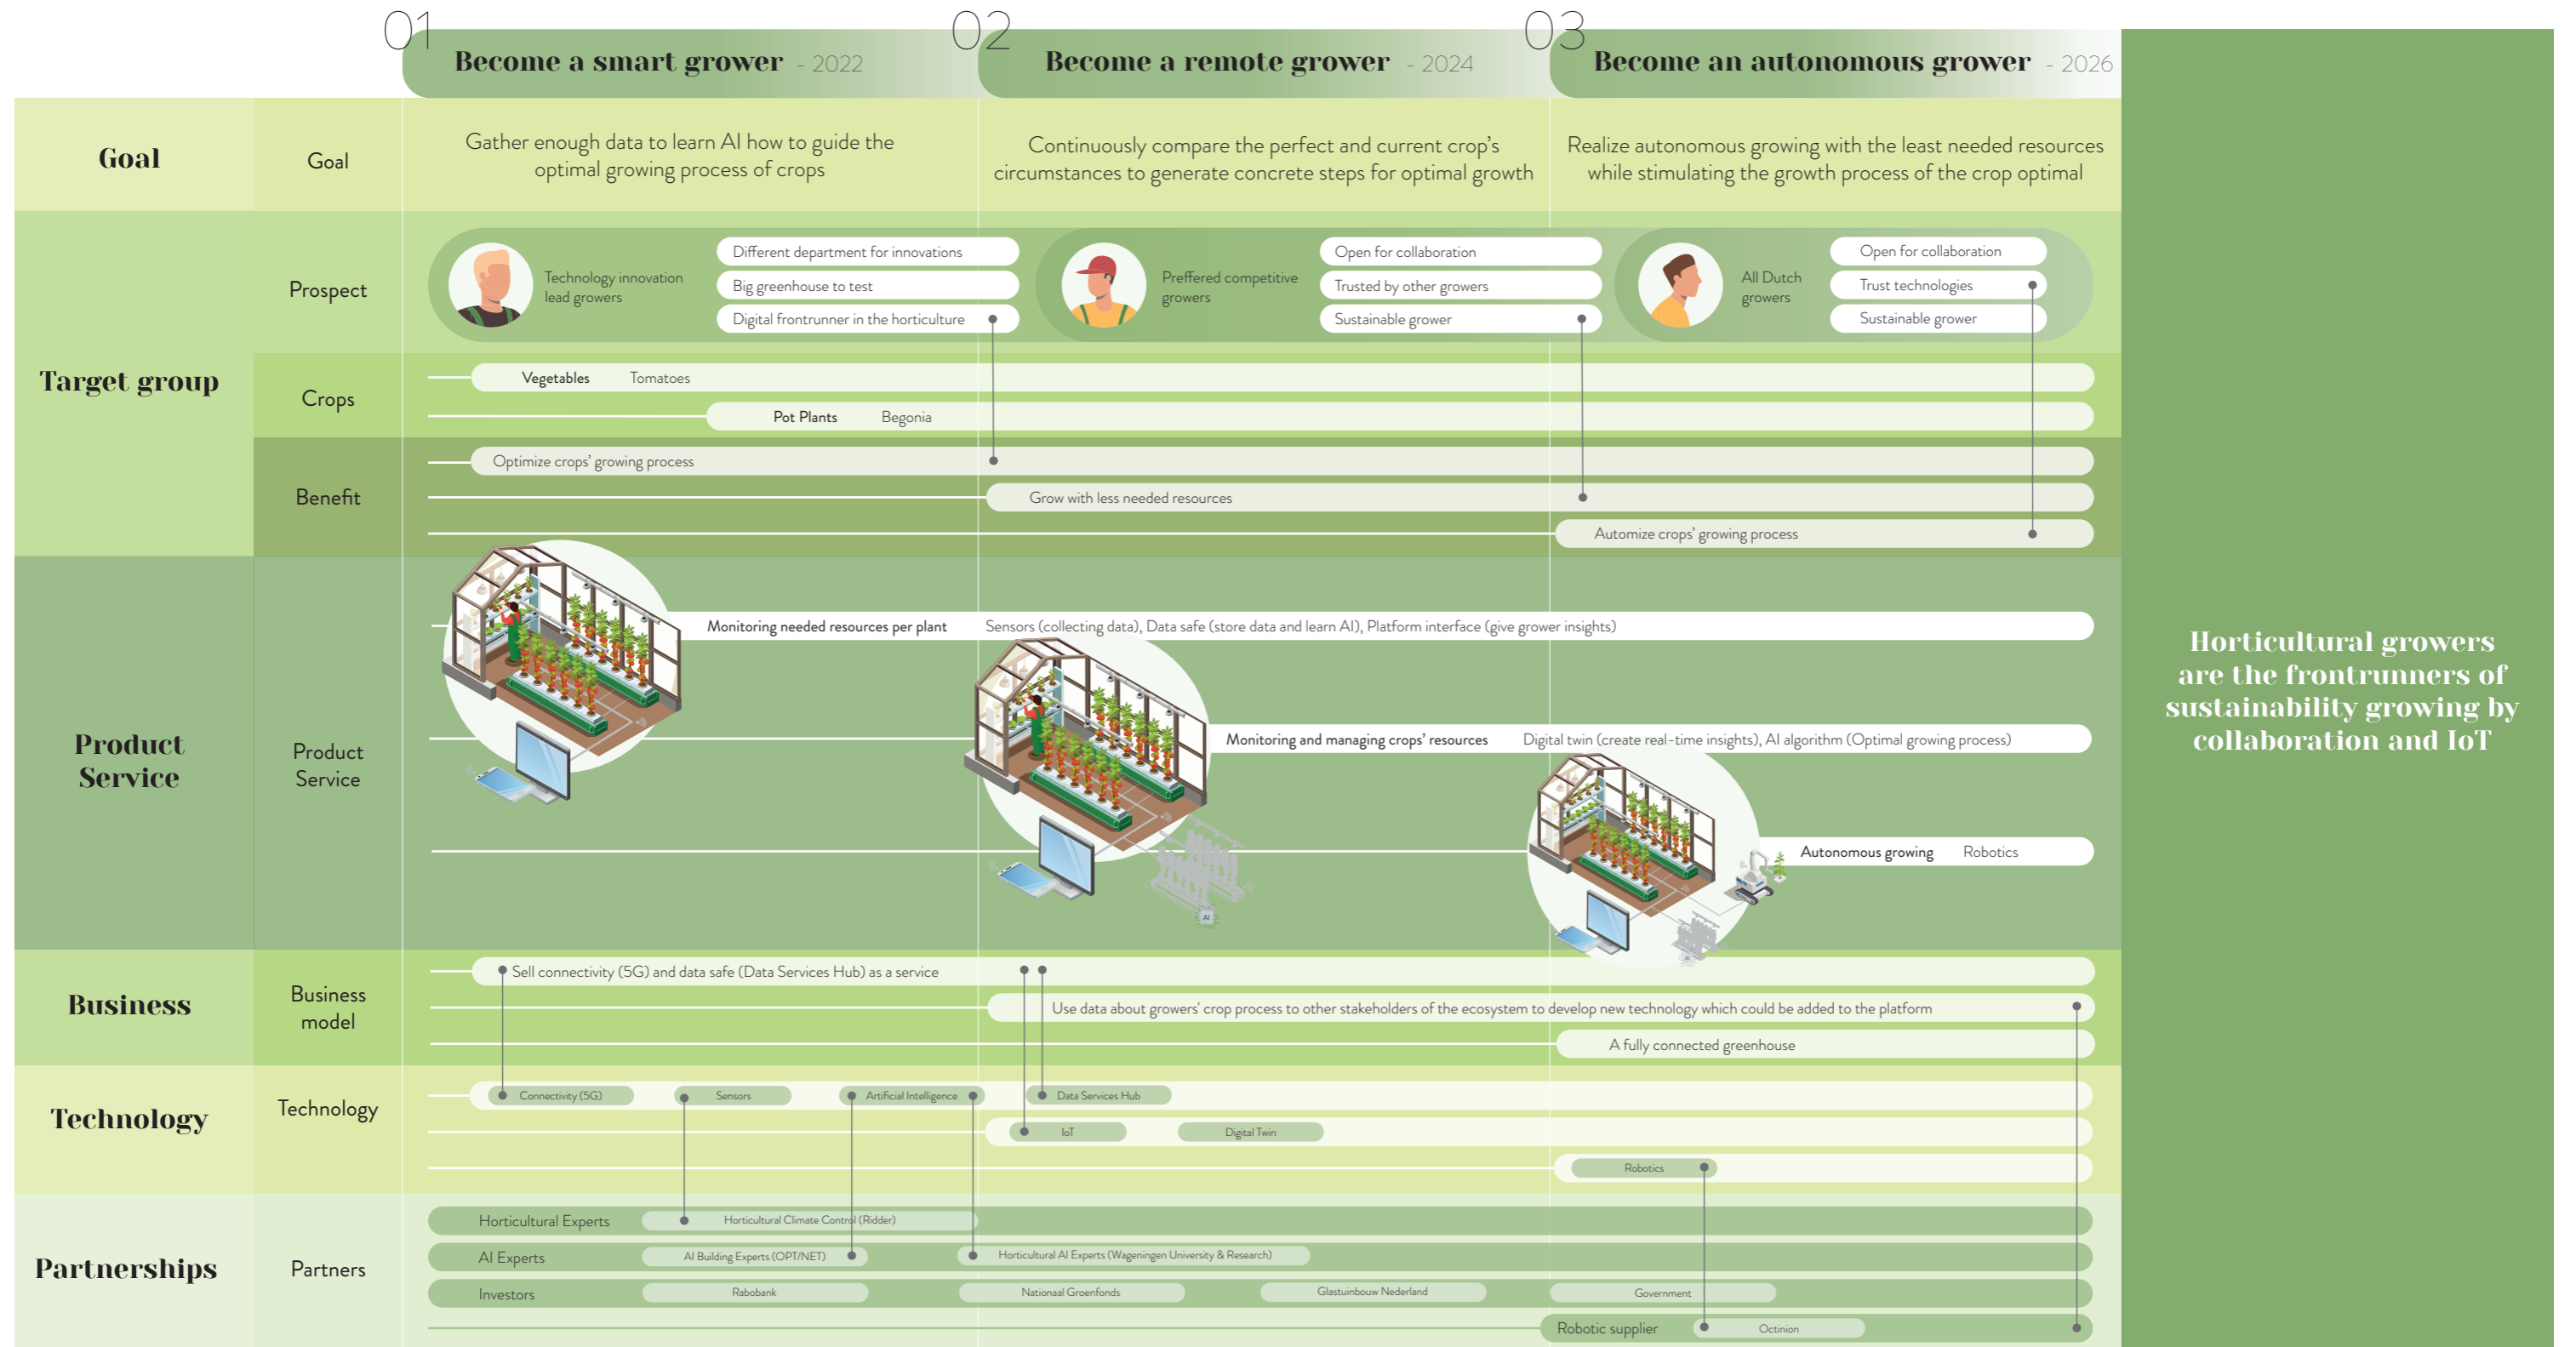 01
Become a smart grower - 2022
02
Become a remote grower - 2024
03
Become an autonomous grower - 2026
Goal
Goal
Gather enough data to learn AI how to guide the
optimal growing process of crops
Continuously compare the perfect and current crop's
circumstances to generate concrete steps for optimal growth
Realize autonomous growing with the least needed resources
while stimulating the growth process of the crop optimal
Target group
Prospect
Technology innovation
lead growers
Different department for innovations
Big greenhouse to test
Digital frontrunner in the horticulture
Preffered competitive
growers
Open for collaboration
Trusted by other growers
Sustainable grower
All Dutch
growers
Open for collaboration
Trust technologies
Sustainable grower
Crops
Vegetables Tomatoes
Pot Plants Begonia
Benefit
Optimize crops' growing process
Grow with less needed resources
Automize crops' growing process
Product
Service
Product
Service
Monitoring needed resources per plant Sensors (collecting data), Data safe (store data and learn AI), Platform interface (give grower insights)
Monitoring and managing crops' resources Digital twin (create real-time insights), AI algorithm (Optimal growing process)
Autonomous growing Robotics
AI
AI
Business
Business
model
Sell connectivity (5G) and data safe (Data Services Hub) as a service
Use data about growers' crop process to other stakeholders of the ecosystem to develop new technology which could be added to the platform
A fully connected greenhouse
Technology
Technology
Connectivity (5G) Sensors Artificial Intelligence Data Services Hub
IoT Digital Twin
Robotics
Partnerships
Partners
Horticultural Experts Horticultural Climate Control (Ridder)
AI Experts AI Building Experts (OPT/NET) Horticultural AI Experts (Wageningen University & Research)
Investors Rabobank Nationaal Groenfonds Glastuinbouw Nederland Government
Robotic supplier Octinion
Horticultural growers
are the frontrunners of
sustainability growing by
collaboration and IoT